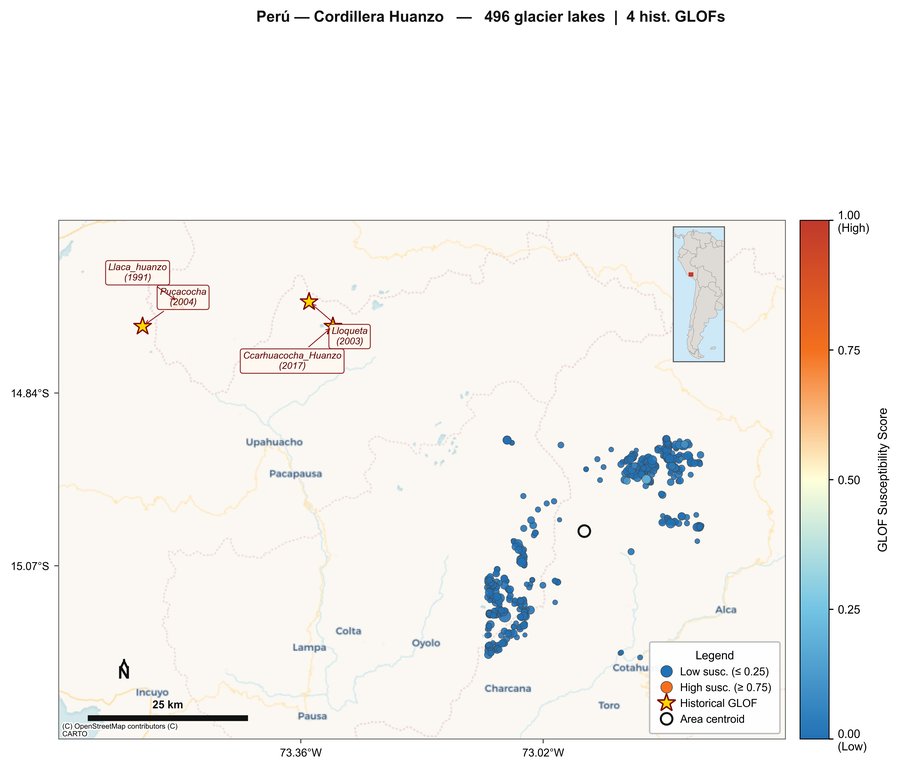 Perú — Cordillera Huanzo — 496 glacier lakes | 4 hist. GLOFs
1.00
(High)
Llaca_huanzo
(1991)
Pucacocha
(2004)
Lloqueta
(2003)
Ccarhuacocha_Huanzo
(2017)
0.75
14.84°S
Upahuacho
Pacapausa
0.50
GLOF Susceptibility Score
15.07°S
0.25
Alca
Colta
Lampa
Oyolo
Cotahu
Charcana
Toro
Incuyo
Pausa
N
25 km
(C) OpenStreetMap contributors (C)
CARTO
Legend
Low susc. (≤ 0.25)
High susc. (≥ 0.75)
Historical GLOF
Area centroid
0.00
(Low)
73.36°W
73.02°W